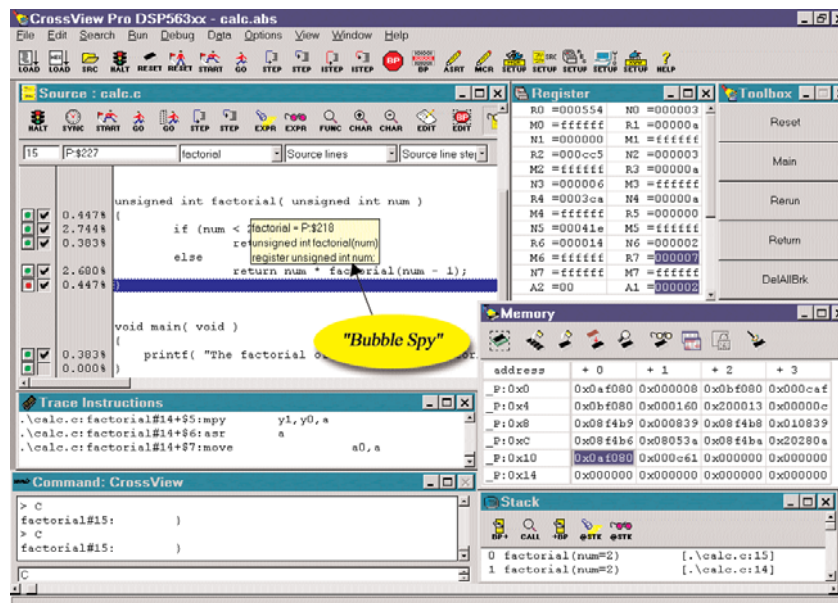 CrossView Pro DSP563xx - calc.abs
File Edit Search Run Debug Data Options View Window Help
LOAD LOAD SRC HALT RESET RESET START GO STEP STEP ISTEP ISTEP BP BP ASRT MCR SETUP SETUP SETUP SETUP SETUP HELP
Source : calc.c
HALT SYNC START GO GO STEP STEP EXPR EXPR FUNC CHAR CHAR EDIT EDIT
15 P:$227 factorial Source lines Source line step
unsigned int factorial( unsigned int num )
0.447% {
2.744% if (num <
0.383% ret
else
2.680% return num * factorial(num - 1);
0.447% }
void main( void )
{
0.383% printf( "The factorial o
0.000% }
factorial = P:$218
unsigned int factorial(num)
register unsigned int num;
"Bubble Spy"
Register
R0 =000554 N0 =000003
M0 =ffffff R1 =00000a
N1 =000000 M1 =ffffff
R2 =000cc5 N2 =000003
M2 =ffffff R3 =00000a
N3 =000006 M3 =ffffff
R4 =0003ca N4 =00000a
M4 =ffffff R5 =000000
N5 =00041e M5 =ffffff
R6 =000014 N6 =000002
M6 =ffffff R7 =000007
N7 =ffffff M7 =ffffff
A2 =00 A1 =000002
Toolbox
Reset
Main
Rerun
Return
DelAllBrk
Memory
address + 0 + 1 + 2 + 3
_P:0x0 0x0af080 0x000008 0x0bf080 0x000caf
_P:0x4 0x0bf080 0x000160 0x200013 0x00000c
_P:0x8 0x08f4b9 0x000839 0x08f4b8 0x010839
_P:0xC 0x08f4b6 0x08053a 0x08f4ba 0x20280a
_P:0x10 0x0af080 0x000c61 0x000000 0x000000
_P:0x14 0x000000 0x000000 0x000000 0x000000
Trace Instructions
.\calc.c:factorial#14+$5:mpy y1,y0,a
.\calc.c:factorial#14+$6:asr a
.\calc.c:factorial#14+$7:move a0,a
Command: CrossView
> C
factorial#15: }
> C
factorial#15: }
C
Stack
BP+ CALL +BP @STK @STK
0 factorial(num=2) [.\calc.c:15]
1 factorial(num=2) [.\calc.c:14]